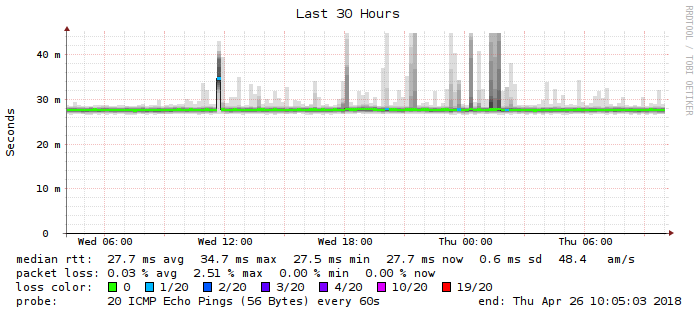 Last 30 Hours
RRDTOOL / TOBI OETIKER
Seconds
40 m
30 m
20 m
10 m
0
Wed 06:00 Wed 12:00 Wed 18:00 Thu 00:00 Thu 06:00
median rtt: 27.7 ms avg 34.7 ms max 27.5 ms min 27.7 ms now 0.6 ms sd 48.4 am/s
packet loss: 0.03 % avg 2.51 % max 0.00 % min 0.00 % now
loss color: 0 1/20 2/20 3/20 4/20 10/20 19/20
probe: 20 ICMP Echo Pings (56 Bytes) every 60s end: Thu Apr 26 10:05:03 2018